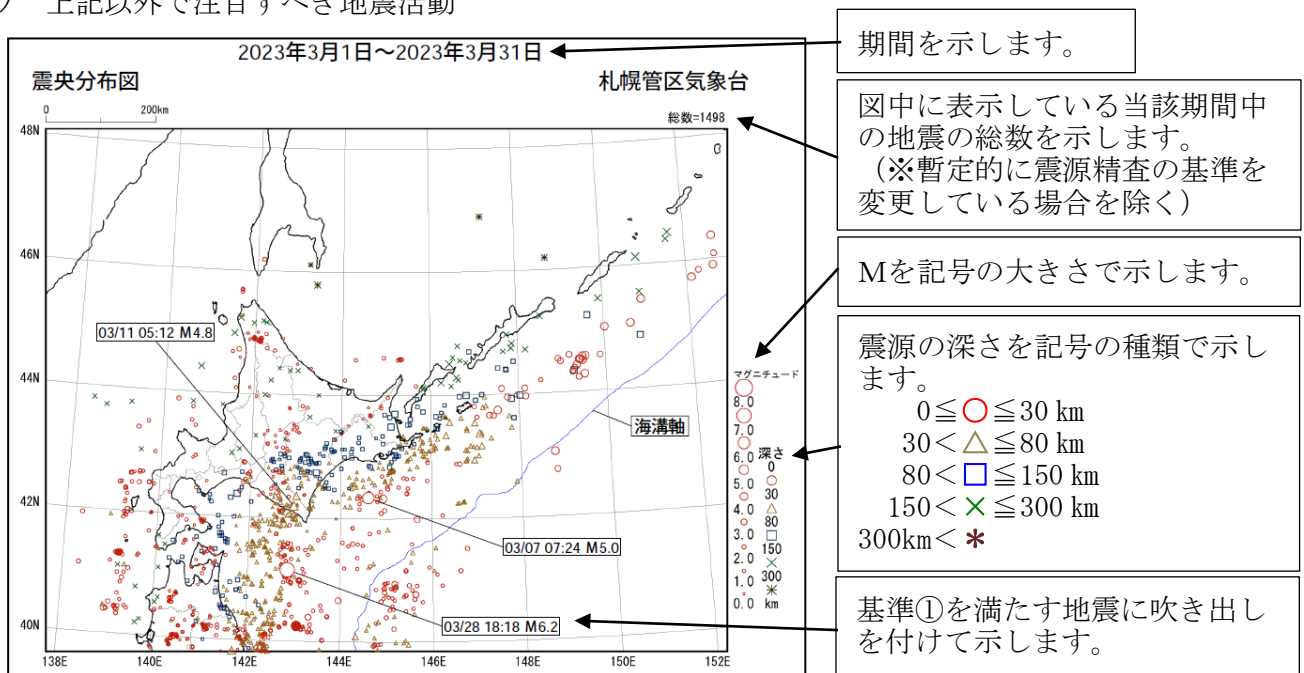 上記以外で注目すべき地震活動
2023年3月1日～2023年3月31日
震央分布図
札幌管区気象台
0
200km
総数=1498
48N
46N
44N
42N
40N
138E
140E
142E
144E
146E
148E
150E
152E
03/11 05:12 M4.8
03/07 07:24 M5.0
03/28 18:18 M6.2
海溝軸
マグニチュード
8.0
7.0
6.0
5.0
4.0
3.0
2.0
1.0
0.0
深さ
0
30
80
150
300
km
期間を示します。
図中に表示している当該期間中
の地震の総数を示します。
（※暫定的に震源精査の基準を
変更している場合を除く）
Mを記号の大きさで示します。
震源の深さを記号の種類で示し
ます。
0≦○≦30 km
30<△≦80 km
80<□≦150 km
150<×≦300 km
300km<＊
基準①を満たす地震に吹き出し
を付けて示します。